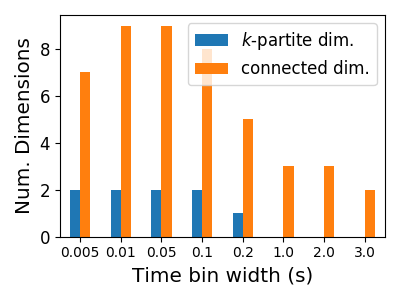 k-partite dim.
connected dim.
Num. Dimensions
8
6
4
2
0
0.005 0.01 0.05 0.1 0.2 1.0 2.0 3.0
Time bin width (s)